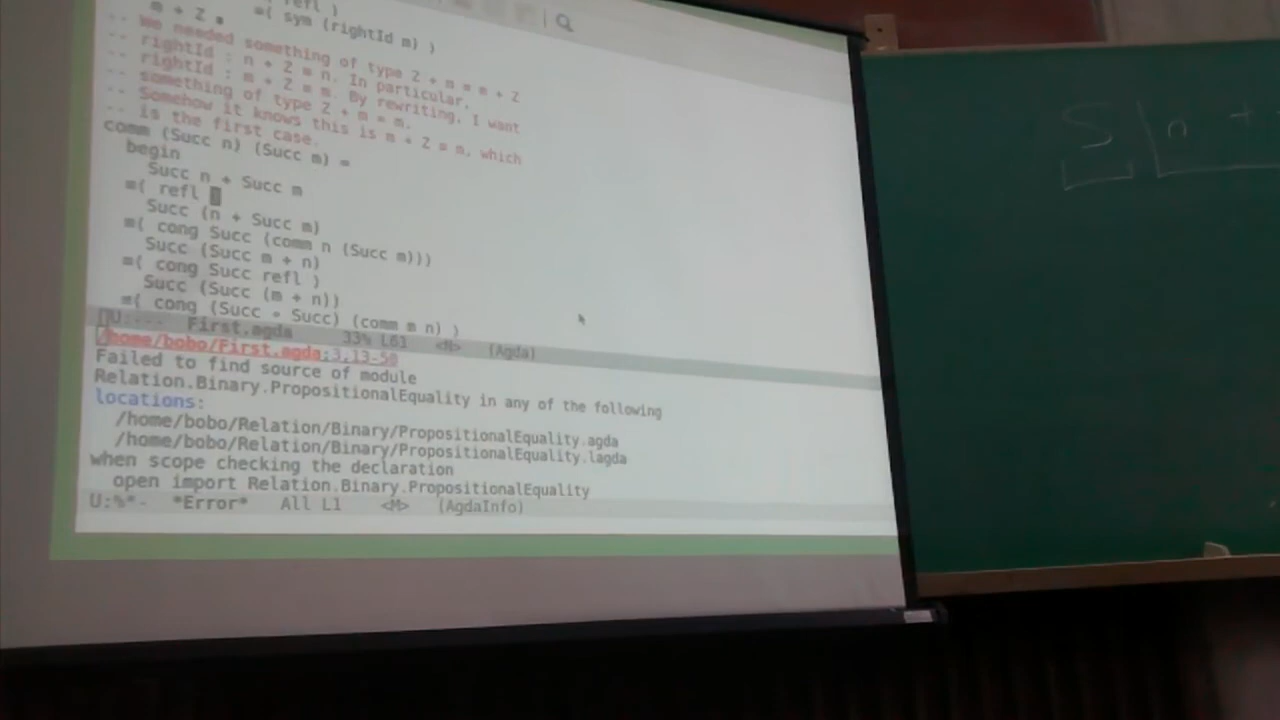 refl )
m + Z ≡⟨ sym (rightId m) ⟩
-- We needed something of type Z + m ≡ m + Z
-- rightId : n + Z ≡ n. In particular,
-- rightId : m + Z ≡ m. By rewriting, I want
-- something of type Z + m ≡ m.
-- Somehow it knows this is m + Z ≡ m, which
-- is the first case.
comm (Succ n) (Succ m) =
begin
Succ n + Succ m
≡⟨ refl ⟩
Succ (n + Succ m)
≡⟨ cong Succ (comm n (Succ m))⟩
Succ (Succ m + n)
≡⟨ cong Succ refl ⟩
Succ (Succ (m + n))
≡⟨ cong (Succ ∘ Succ) (comm m n) ⟩
U:--- First.agda 33% L61 <N> (Agda)
/home/bobo/First.agda:3,13-50
Failed to find source of module
Relation.Binary.PropositionalEquality in any of the following
locations:
/home/bobo/Relation/Binary/PropositionalEquality.agda
/home/bobo/Relation/Binary/PropositionalEquality.lagda
when scope checking the declaration
open import Relation.Binary.PropositionalEquality
U:%*- *Error* All L1 <M> (AgdaInfo)
S n +